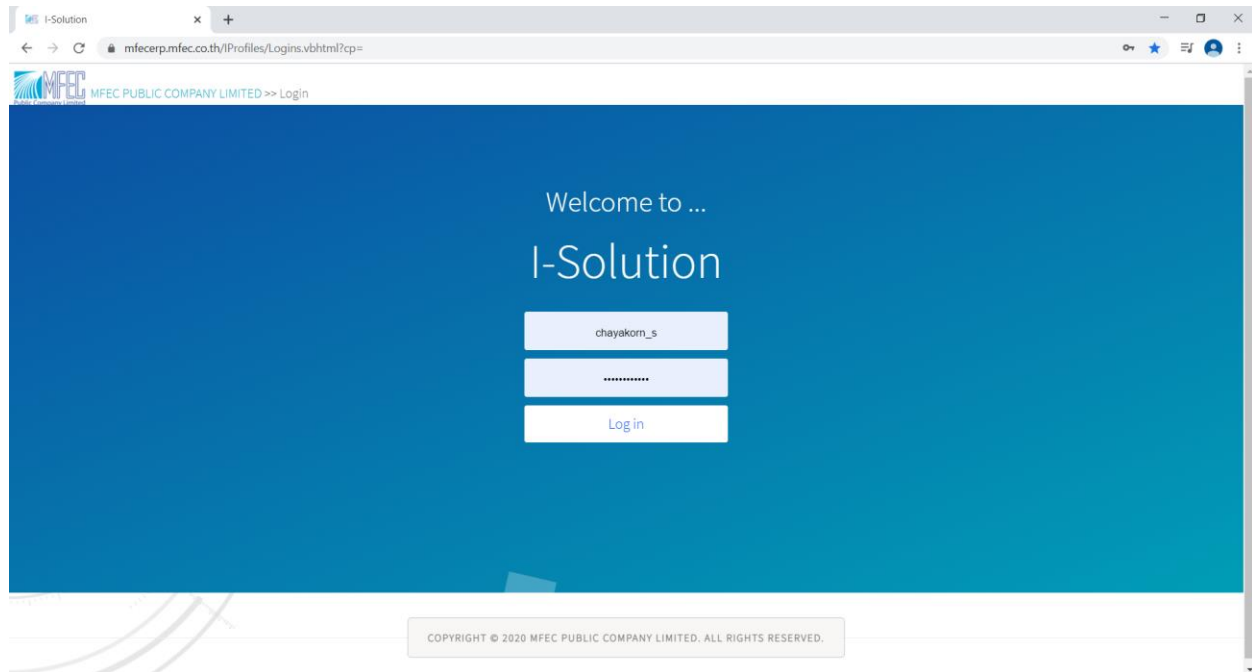 I-Solution
mfecerp.mfec.co.th/IProfiles/Logins.vbhtml?cp=
MFEC
Public Company Limited
MFEC PUBLIC COMPANY LIMITED >> Login
Welcome to ...
I-Solution
chayakorn_s
••••••••••••
Log in
COPYRIGHT © 2020 MFEC PUBLIC COMPANY LIMITED. ALL RIGHTS RESERVED.